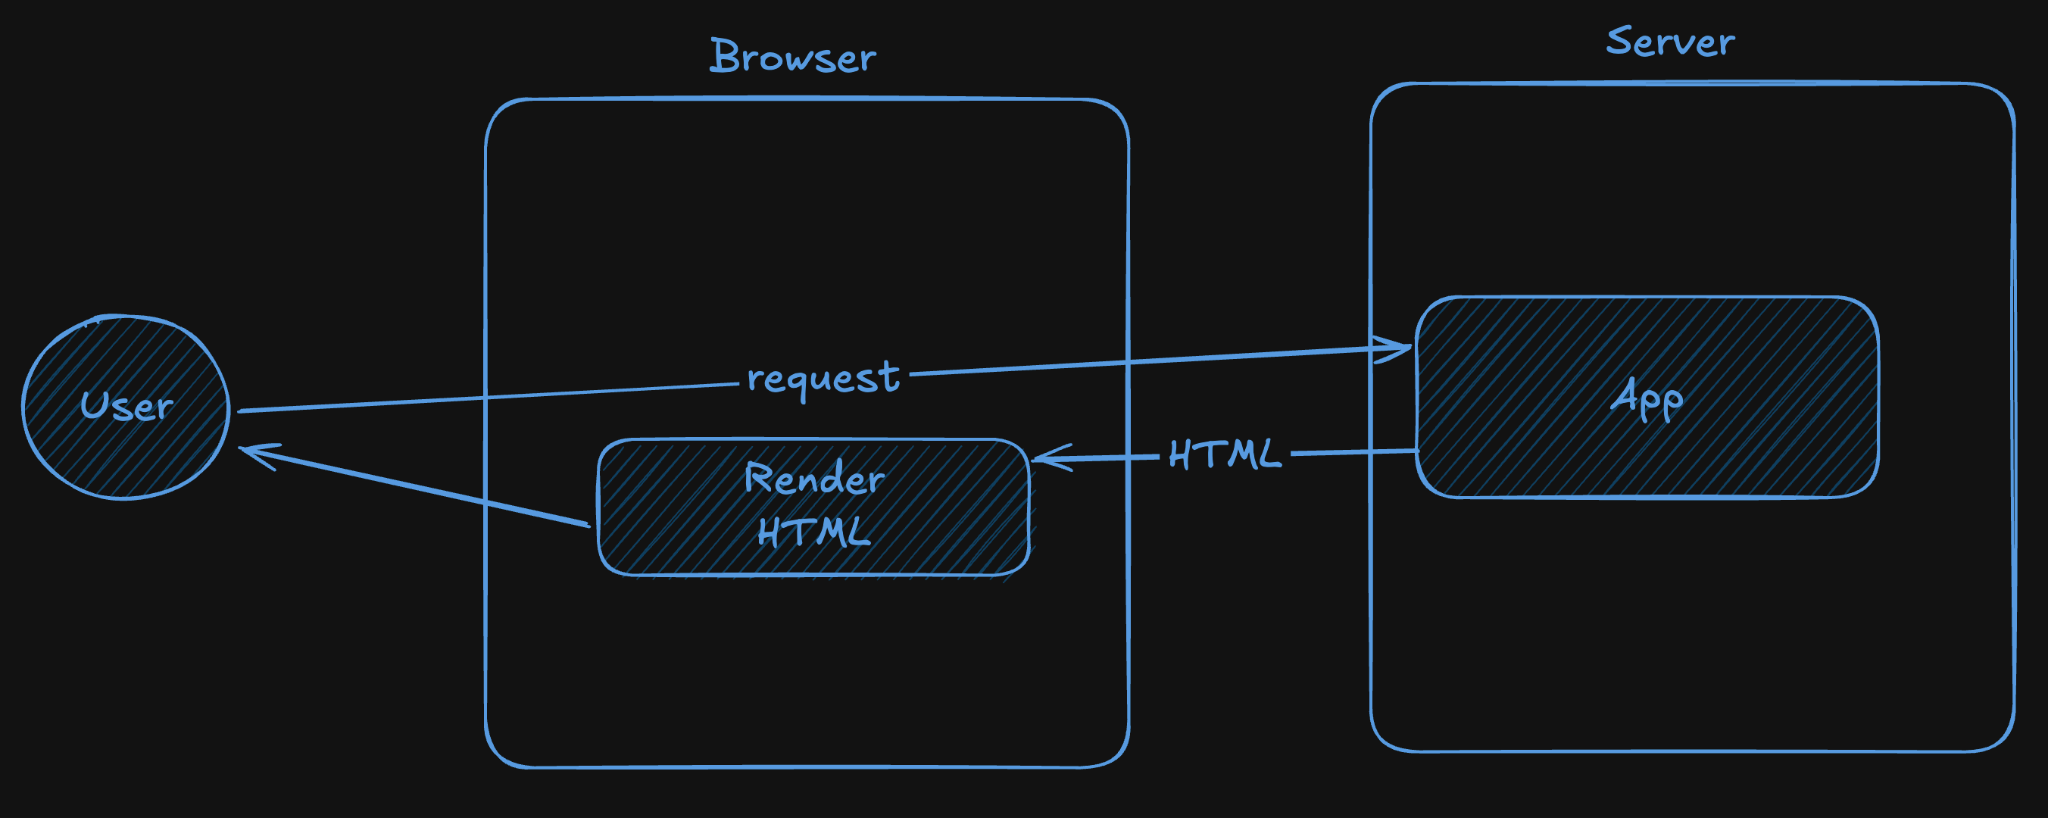 Browser
Server
request
User
App
HTML
Render
HTML